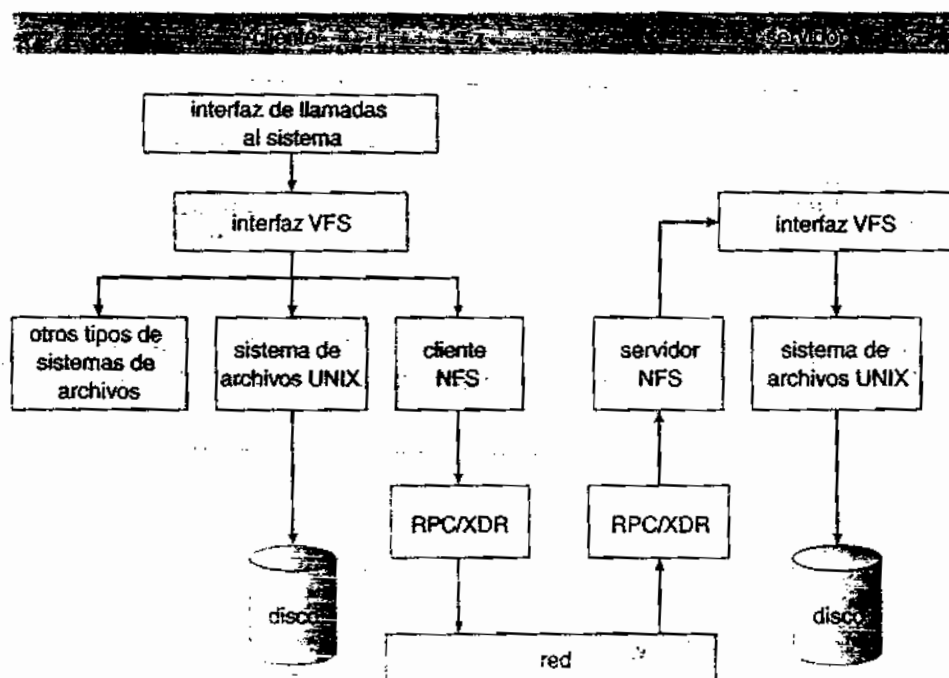 cliente
servidor
interfaz de llamadas
al sistema
interfaz VFS
interfaz VFS
otros tipos de
sistemas de
archivos
sistema de
archivos UNIX
cliente
NFS
servidor
NFS
sistema de
archivos UNIX
RPC/XDR
RPC/XDR
disco
disco
red